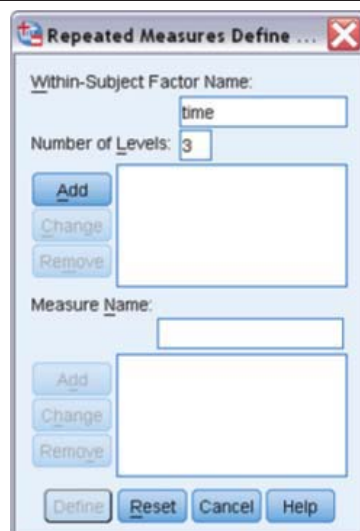 Repeated Measures Define ...
Within-Subject Factor Name:
time
Number of Levels: 3
Add
Change
Remove
Measure Name:
Add
Change
Remove
Define Reset Cancel Help